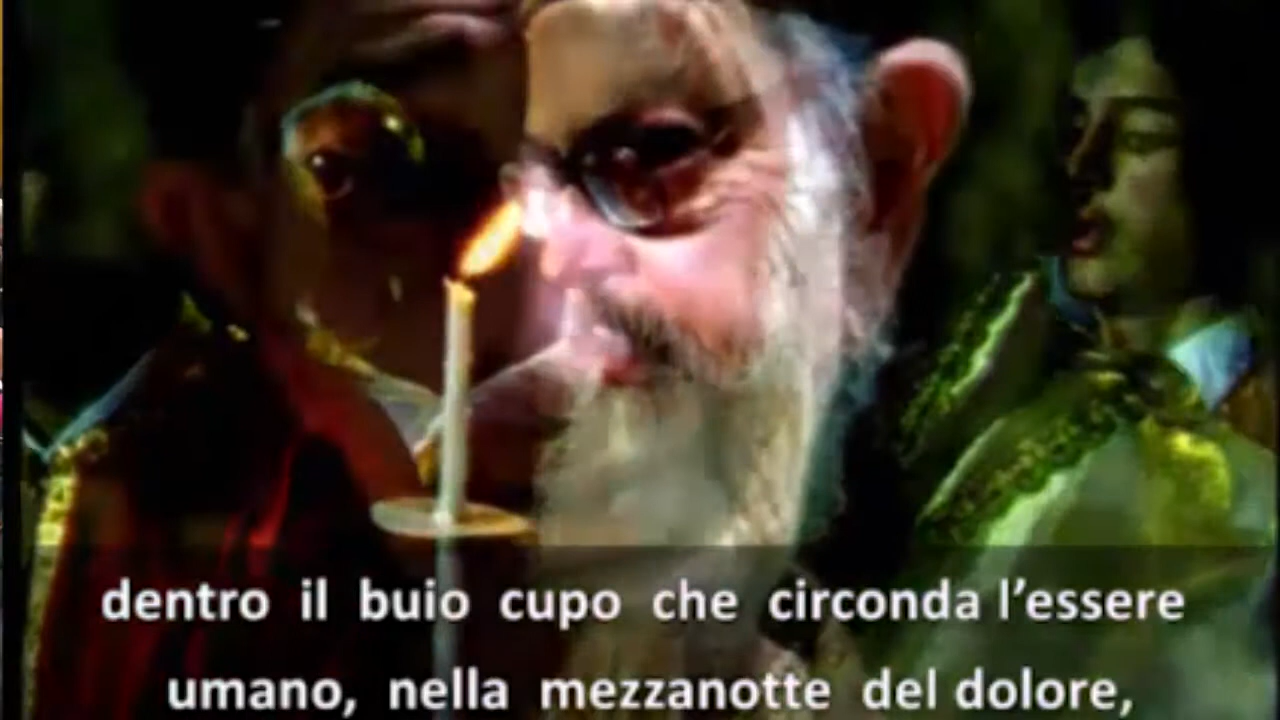 dentro il buio cupo che circonda l’essere
umano, nella mezzanotte del dolore,